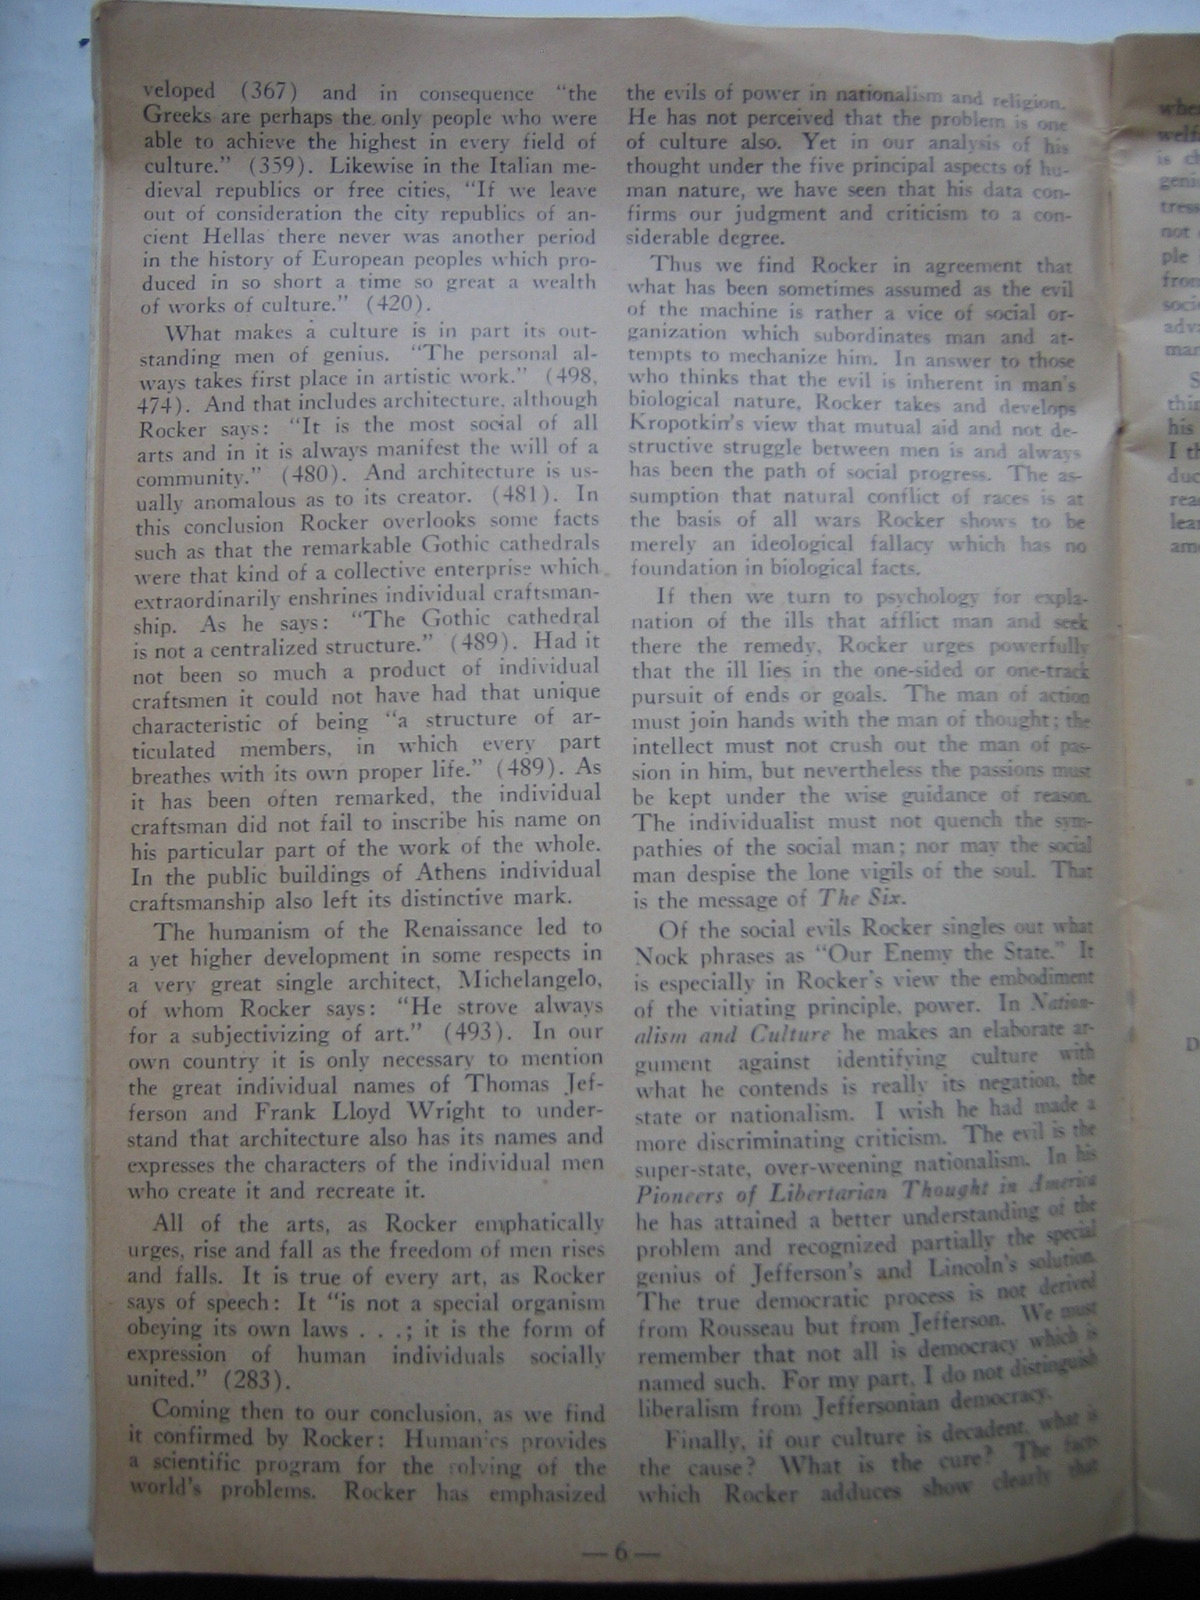 veloped (367) and in consequence “the
Greeks are perhaps the only people who were
able to achieve the highest in every field of
culture.” (359). Likewise in the Italian me-
dieval republics or free cities, “If we leave
out of consideration the city republics of an-
cient Hellas there never was another period
in the history of European peoples which pro-
duced in so short a time so great a wealth
of works of culture.” (420).
What makes a culture is in part its out-
standing men of genius. “The personal al-
ways takes first place in artistic work.” (498,
474). And that includes architecture, although
Rocker says: “It is the most social of all
arts and in it is always manifest the will of a
community.” (480). And architecture is us-
ually anomalous as to its creator. (481). In
this conclusion Rocker overlooks some facts
such as that the remarkable Gothic cathedrals
were that kind of a collective enterprise which
extraordinarily enshrines individual craftsman-
ship. As he says: “The Gothic cathedral
is not a centralized structure.” (489). Had it
not been so much a product of individual
craftsmen it could not have had that unique
characteristic of being “a structure of ar-
ticulated members, in which every part
breathes with its own proper life.” (489). As
it has been often remarked, the individual
craftsman did not fail to inscribe his name on
his particular part of the work of the whole.
In the public buildings of Athens individual
craftsmanship also left its distinctive mark.
The humanism of the Renaissance led to
a yet higher development in some respects in
a very great single architect, Michelangelo,
of whom Rocker says: “He strove always
for a subjectivizing of art.” (493). In our
own country it is only necessary to mention
the great individual names of Thomas Jef-
ferson and Frank Lloyd Wright to under-
stand that architecture also has its names and
expresses the characters of the individual men
who create it and recreate it.
All of the arts, as Rocker emphatically
urges, rise and fall as the freedom of men rises
and falls. It is true of every art, as Rocker
says of speech: It “is not a special organism
obeying its own laws . . .; it is the form of
expression of human individuals socially
united.” (283).
Coming then to our conclusion, as we find
it confirmed by Rocker: Humanics provides
a scientific program for the solving of the
world's problems. Rocker has emphasized
the evils of power in nationalism and religion.
He has not perceived that the problem is one
of culture also. Yet in our analysis of his
thought under the five principal aspects of hu-
man nature, we have seen that his data con-
firms our judgment and criticism to a con-
siderable degree.
Thus we find Rocker in agreement that
what has been sometimes assumed as the evil
of the machine is rather a vice of social or-
ganization which subordinates man and at-
tempts to mechanize him. In answer to those
who thinks that the evil is inherent in man's
biological nature, Rocker takes and develops
Kropotkin's view that mutual aid and not de-
structive struggle between men is and always
has been the path of social progress. The as-
sumption that natural conflict of races is at
the basis of all wars Rocker shows to be
merely an ideological fallacy which has no
foundation in biological facts.
If then we turn to psychology for expla-
nation of the ills that afflict man and seek
there the remedy, Rocker urges powerfully
that the ill lies in the one-sided or one-track
pursuit of ends or goals. The man of action
must join hands with the man of thought; the
intellect must not crush out the man of pas-
sion in him, but nevertheless the passions must
be kept under the wise guidance of reason.
The individualist must not quench the sym-
pathies of the social man; nor may the social
man despise the lone vigils of the soul. That
is the message of The Six.
Of the social evils Rocker singles out what
Nock phrases as “Our Enemy the State.” It
is especially in Rocker's view the embodiment
of the vitiating principle, power. In Nation-
alism and Culture he makes an elaborate ar-
gument against identifying culture with
what he contends is really its negation, the
state or nationalism. I wish he had made a
more discriminating criticism. The evil is the
super-state, over-weening nationalism. In his
Pioneers of Libertarian Thought in America
he has attained a better understanding of the
problem and recognized partially the special
genius of Jefferson's and Lincoln's solution.
The true democratic process is not derived
from Rousseau but from Jefferson. We must
remember that not all is democracy which is
named such. For my part, I do not distinguish
liberalism from Jeffersonian democracy.
Finally, if our culture is decadent, what is
the cause? What is the cure? The facts
which Rocker adduces show clearly that
— 6 —